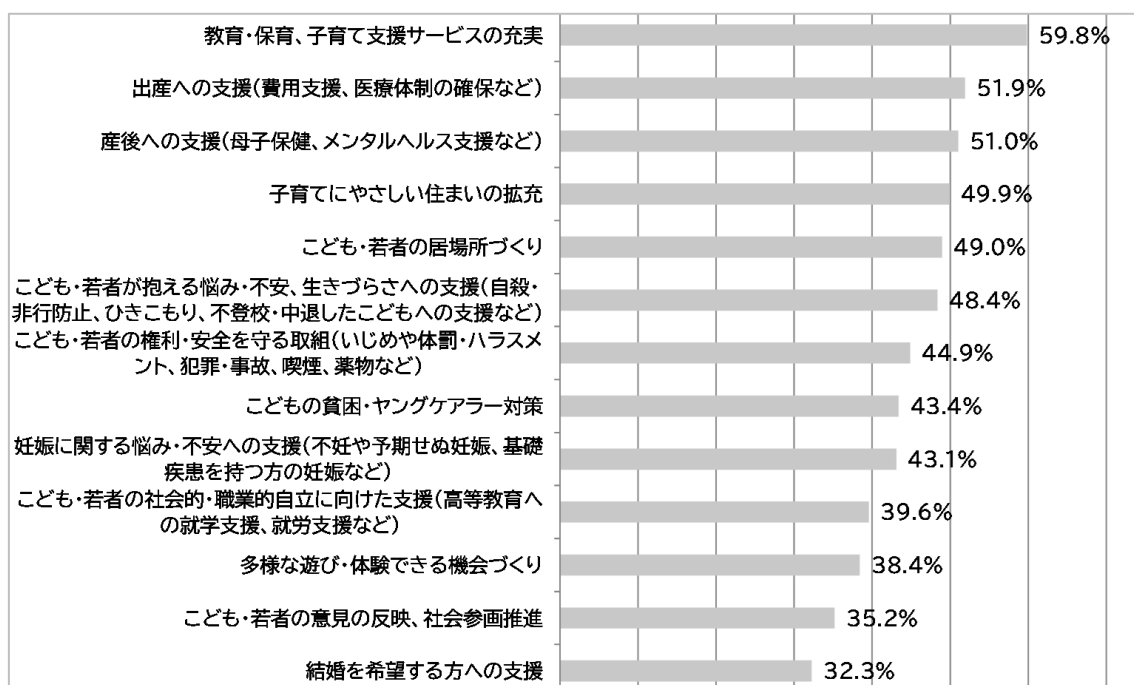 教育・保育、子育て支援サービスの充実
59.8%
出産への支援(費用支援、医療体制の確保など)
51.9%
産後への支援(母子保健、メンタルヘルス支援など)
51.0%
子育てにやさしい住まいの拡充
49.9%
こども・若者の居場所づくり
49.0%
こども・若者が抱える悩み・不安、生きづらさへの支援(自殺・
非行防止、ひきこもり、不登校・中退したこどもへの支援など)
48.4%
こども・若者の権利・安全を守る取組(いじめや体罰・ハラスメ
ント、犯罪・事故、喫煙、薬物など)
44.9%
こどもの貧困・ヤングケアラー対策
43.4%
妊娠に関する悩み・不安への支援(不妊や予期せぬ妊娠、基礎
疾患を持つ方の妊娠など)
43.1%
こども・若者の社会的・職業的自立に向けた支援(高等教育へ
の就学支援、就労支援など)
39.6%
多様な遊び・体験できる機会づくり
38.4%
こども・若者の意見の反映、社会参画推進
35.2%
結婚を希望する方への支援
32.3%